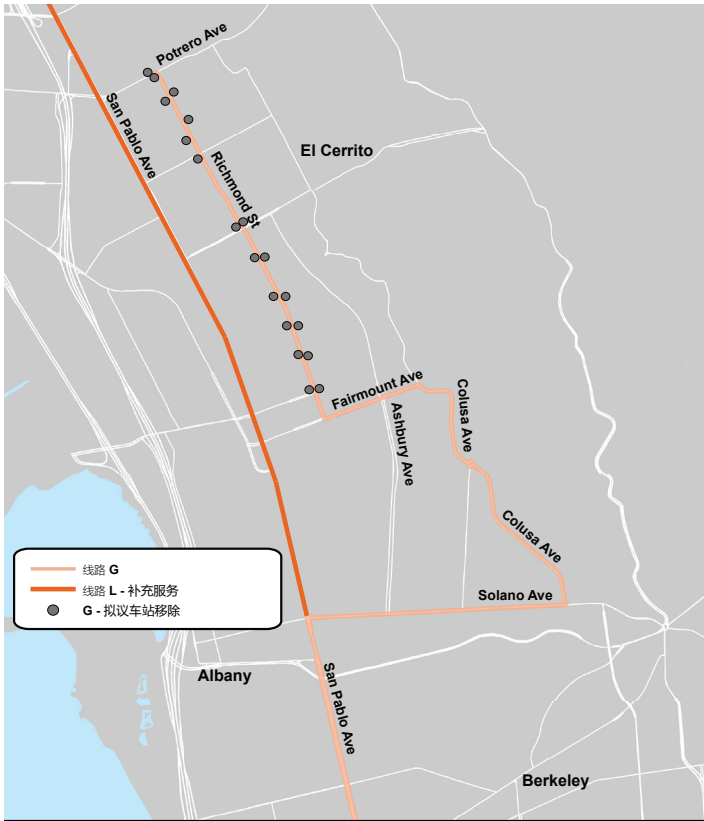 Potrero Ave
San Pablo Ave
El Cerrito
Richmond St
Fairmount Ave
Colusa Ave
Ashbury Ave
Colusa Ave
线路 G
线路 L - 补充服务
G - 拟议车站移除
Solano Ave
Albany
San Pablo Ave
Berkeley